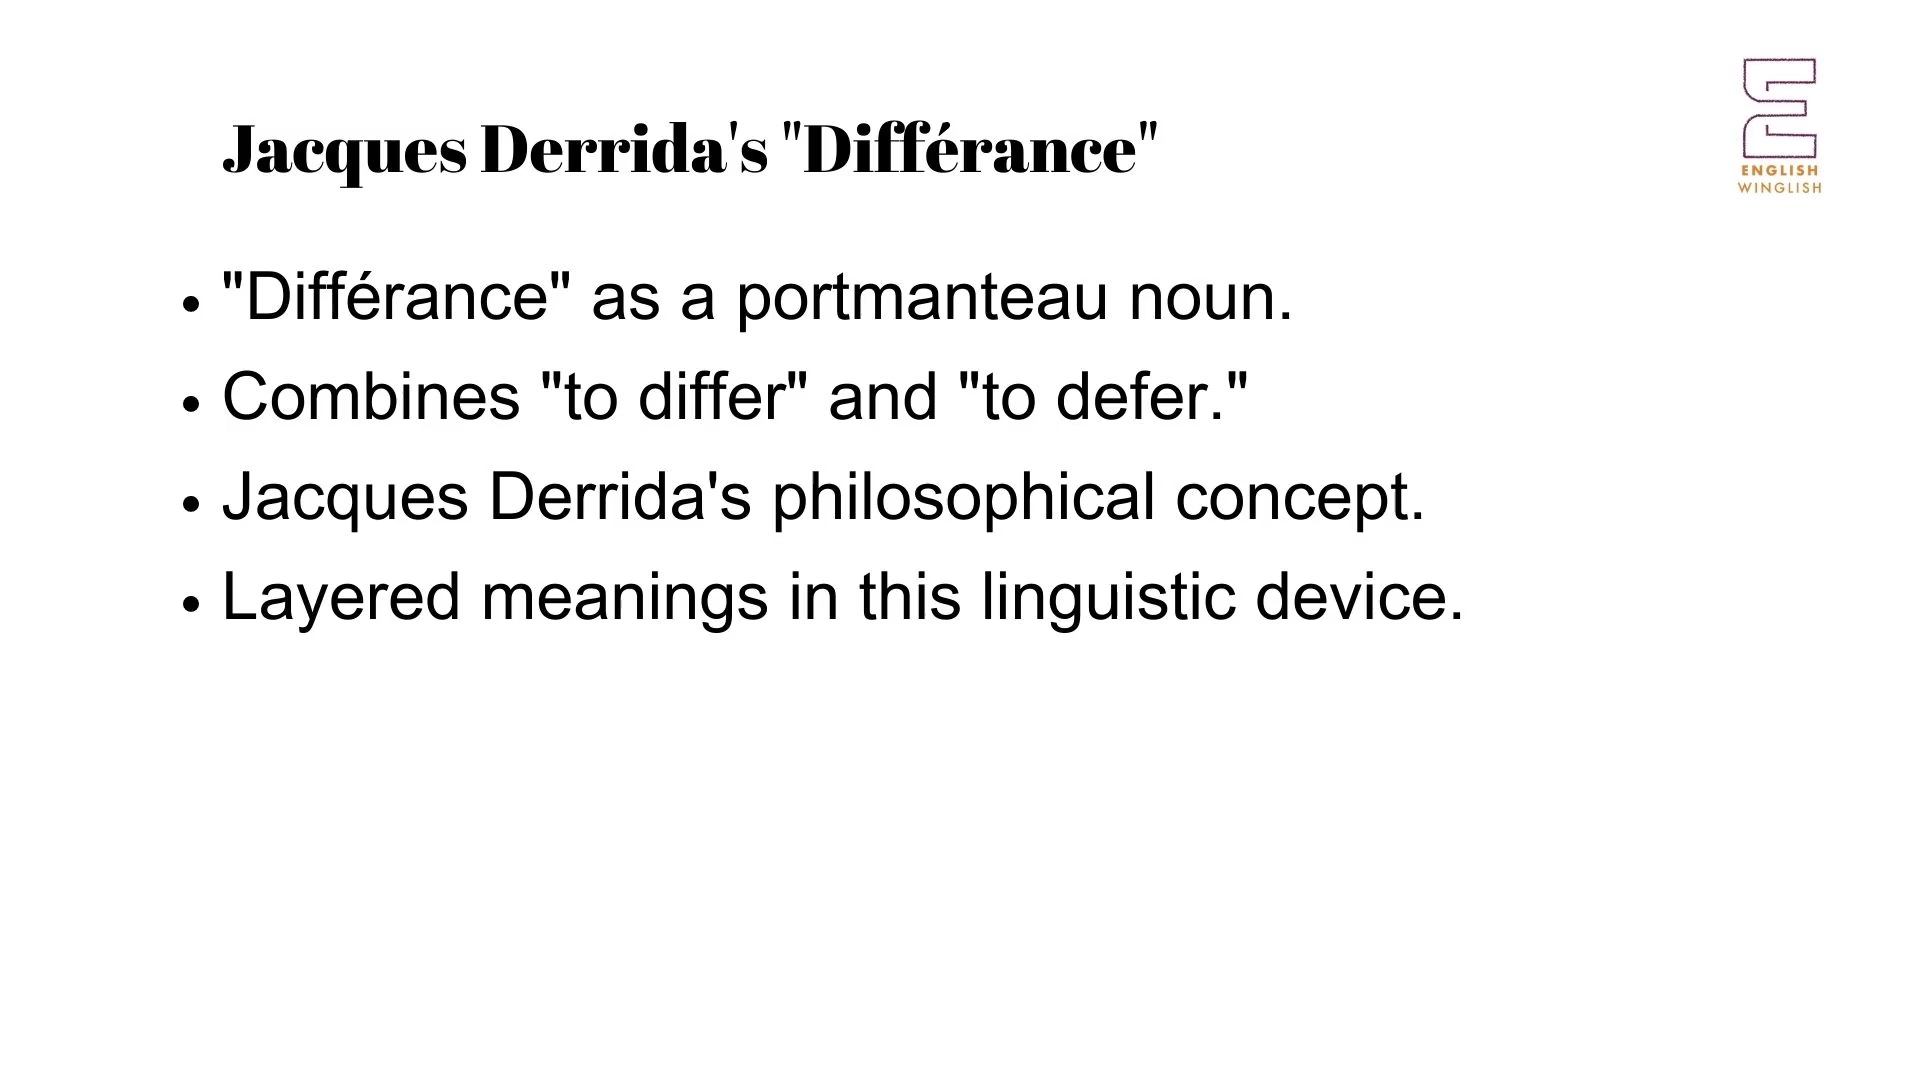 Jacques Derrida's "Différance"
ENGLISH
WINGLISH
• "Différance" as a portmanteau noun.
• Combines "to differ" and "to defer."
• Jacques Derrida's philosophical concept.
• Layered meanings in this linguistic device.